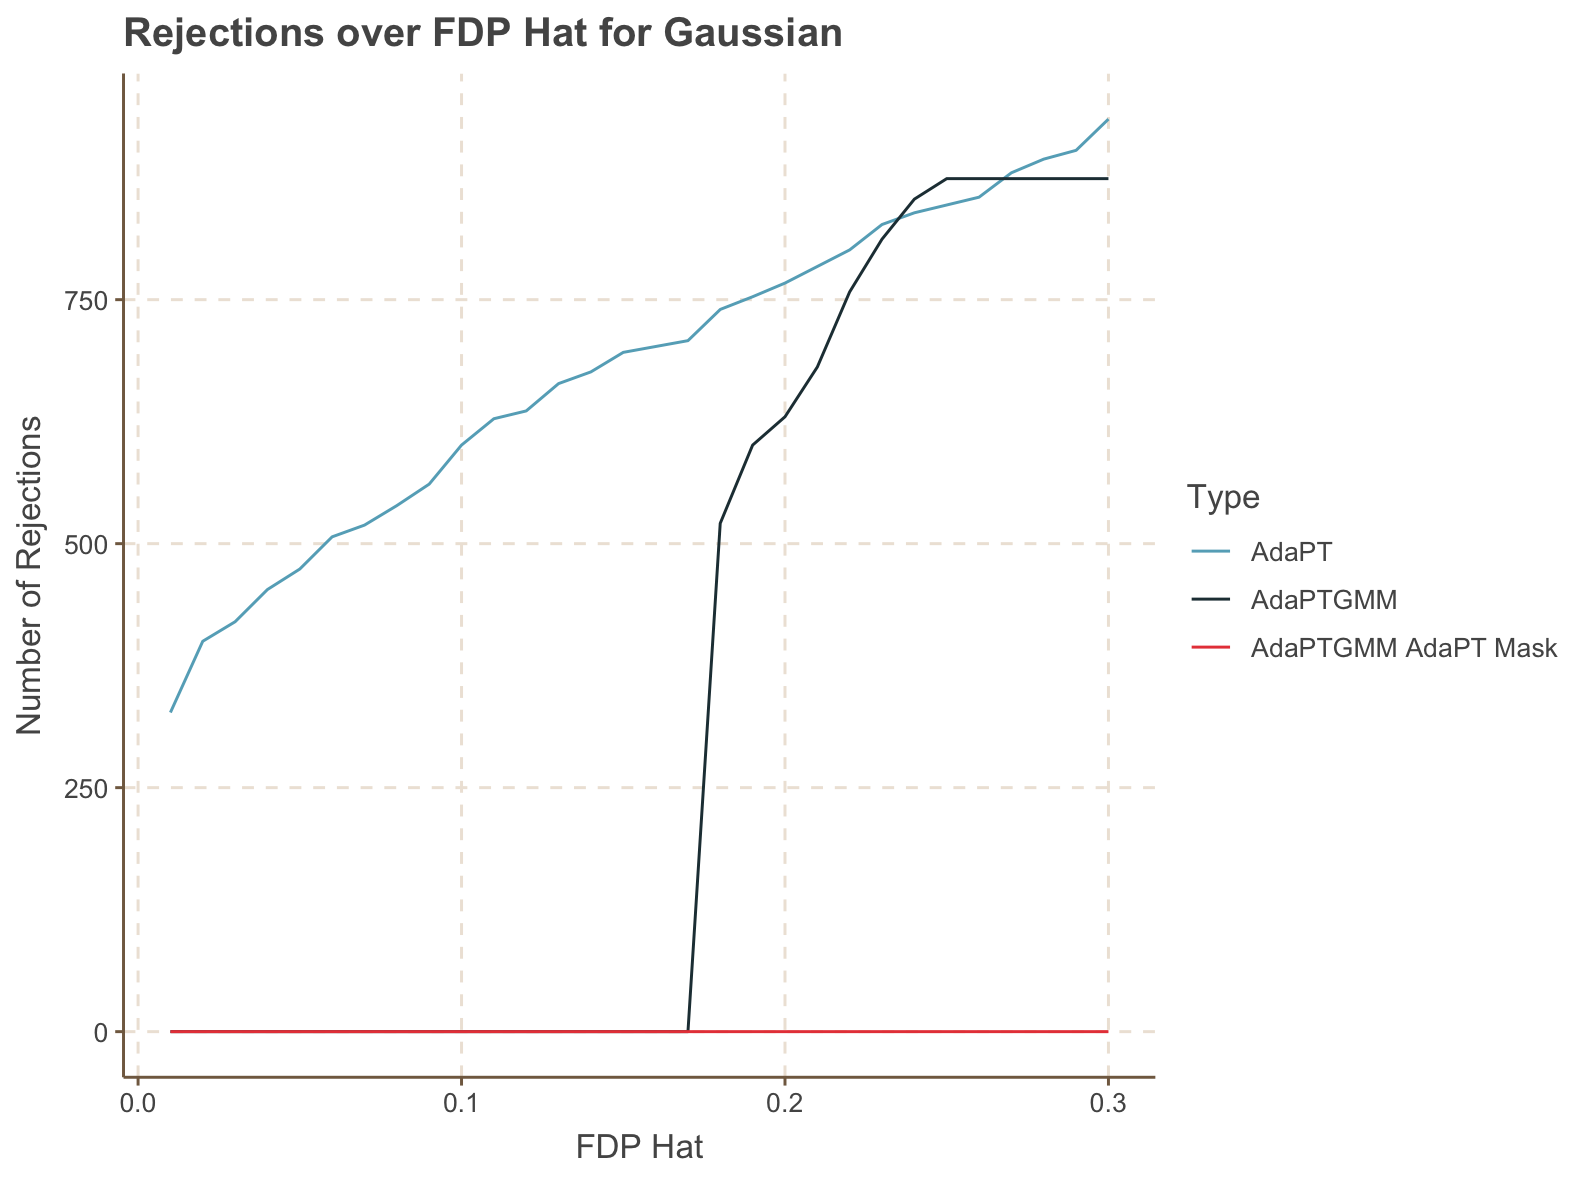 Rejections over FDP Hat for Gaussian
Number of Rejections
750
500
250
0
0.0 0.1 0.2 0.3
FDP Hat
Type
AdaPT
AdaPTGMM
AdaPTGMM AdaPT Mask